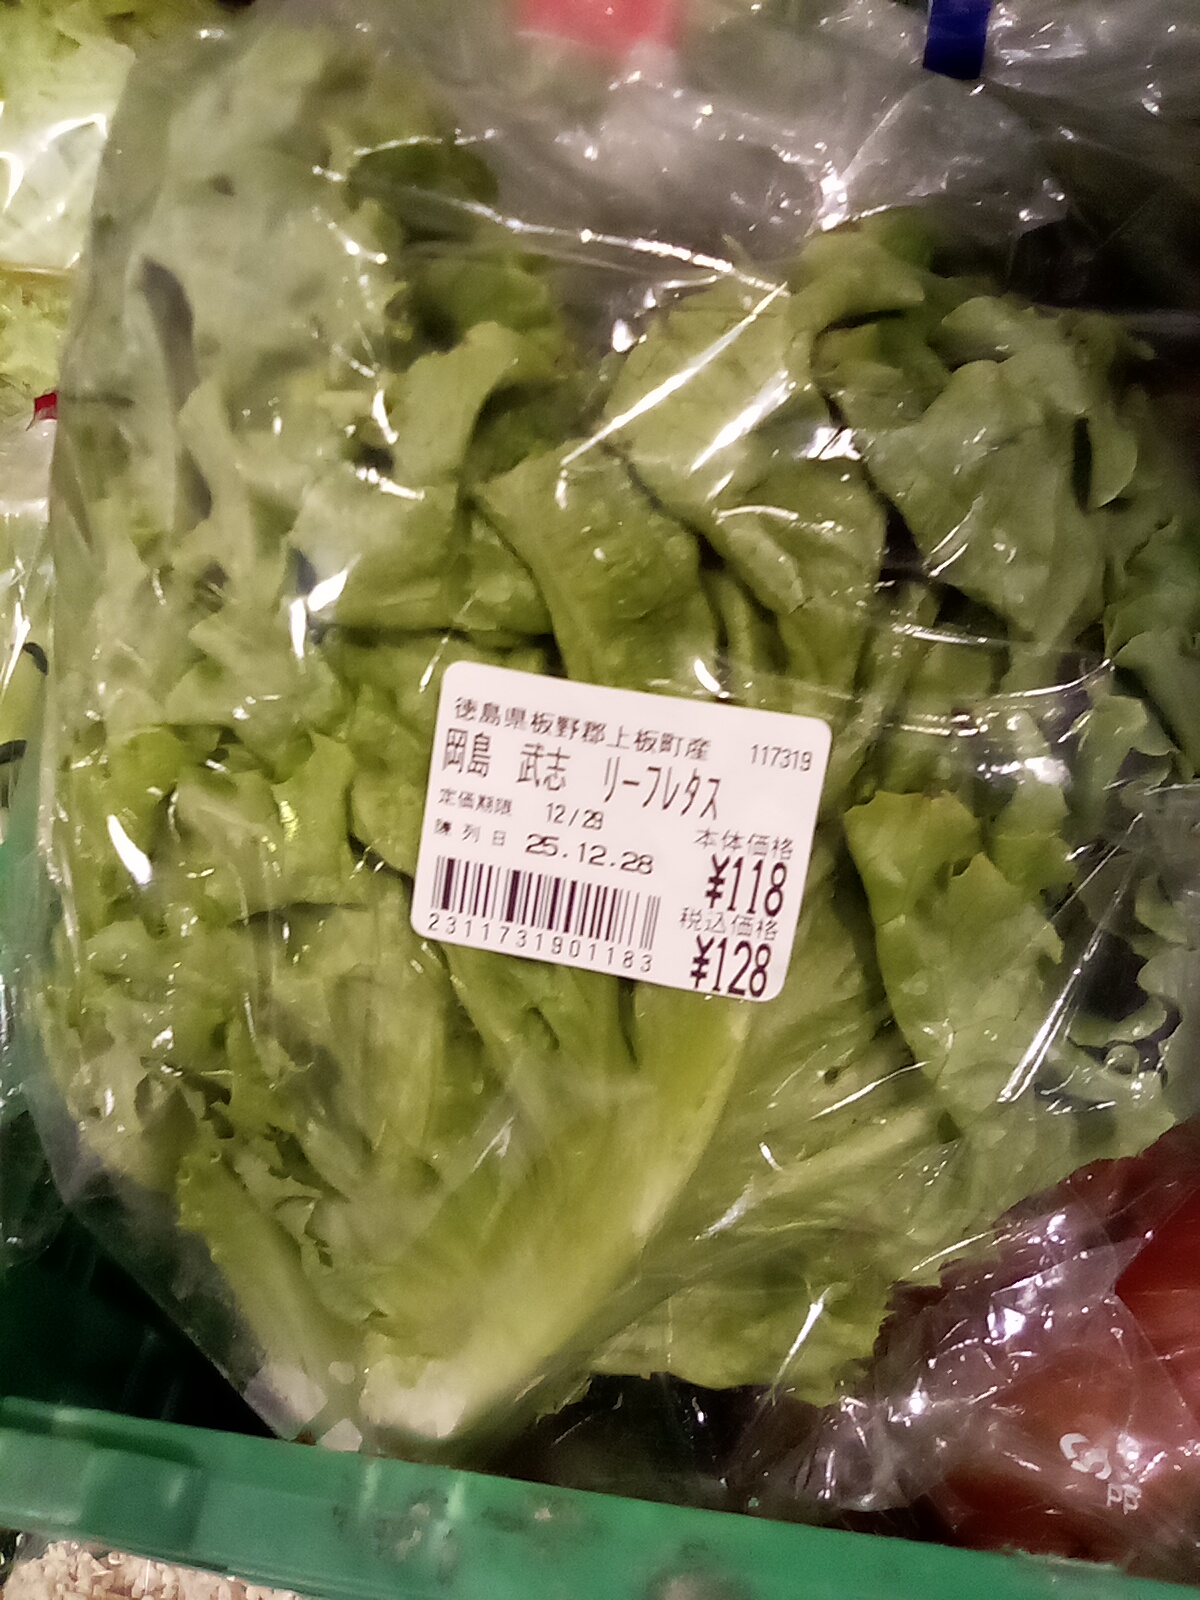 徳島県板野郡上板町産 117319
岡島 武志 リーフレタス
定価期限 12/29
陳列日 25.12.28
本体価格
¥118
税込価格
¥128
2311731901183
PP